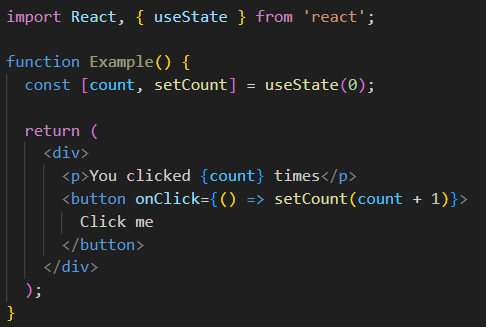 import React, { useState } from 'react';
function Example() {
const [count, setCount] = useState(0);
return (
<div>
<p>You clicked {count} times</p>
<button onClick={() => setCount(count + 1)}>
Click me
</button>
</div>
);
}